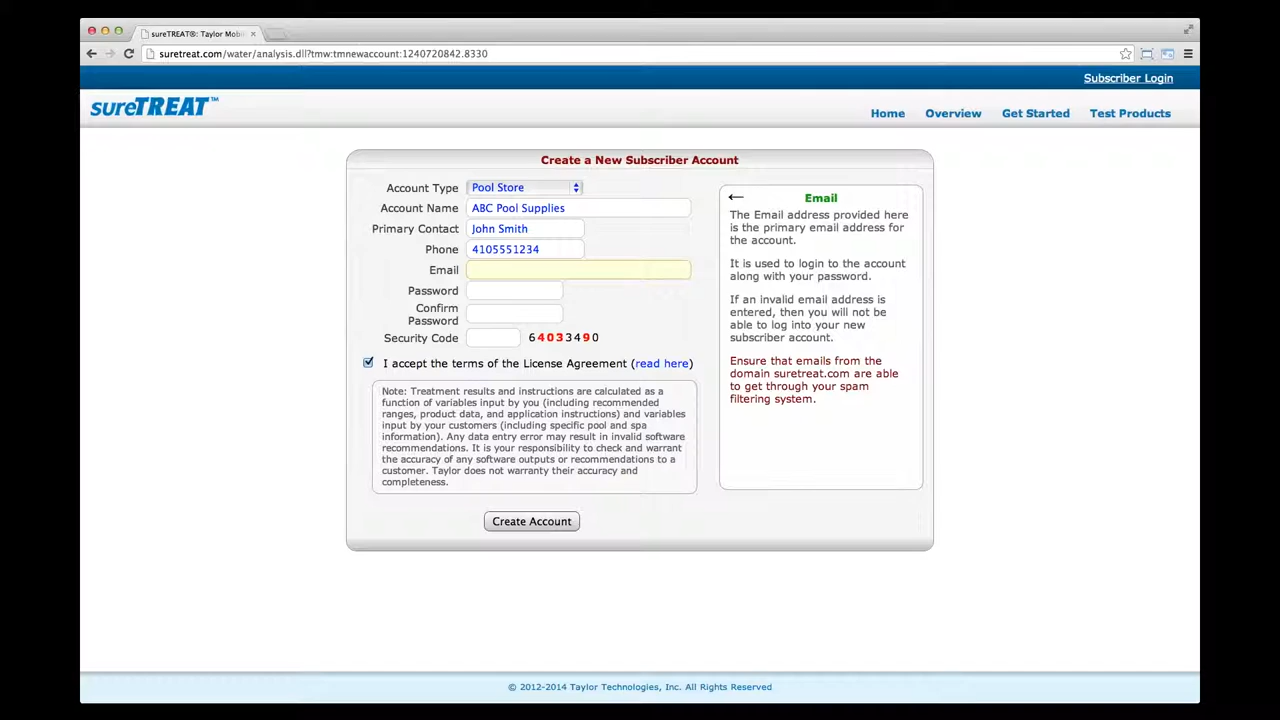 sureTREAT®: Taylor Mobil
suretreat.com/water/analysis.dll?tmw:tmnewaccount:1240720842.8330
Subscriber Login
sureTREAT™
Home Overview Get Started Test Products
Create a New Subscriber Account
Account Type Pool Store
Account Name ABC Pool Supplies
Primary Contact John Smith
Phone 4105551234
Email
Password
Confirm
Password
Security Code 64033490
I accept the terms of the License Agreement (read here)
Note: Treatment results and instructions are calculated as a
function of variables input by you (including recommended
ranges, product data, and application instructions) and variables
input by your customers (including specific pool and spa
information). Any data entry error may result in invalid software
recommendations. It is your responsibility to check and warrant
the accuracy of any software outputs or recommendations to a
customer. Taylor does not warranty their accuracy and
completeness.
Create Account
Email
The Email address provided here
is the primary email address for
the account.
It is used to login to the account
along with your password.
If an invalid email address is
entered, then you will not be
able to log into your new
subscriber account.
Ensure that emails from the
domain suretreat.com are able
to get through your spam
filtering system.
© 2012-2014 Taylor Technologies, Inc. All Rights Reserved